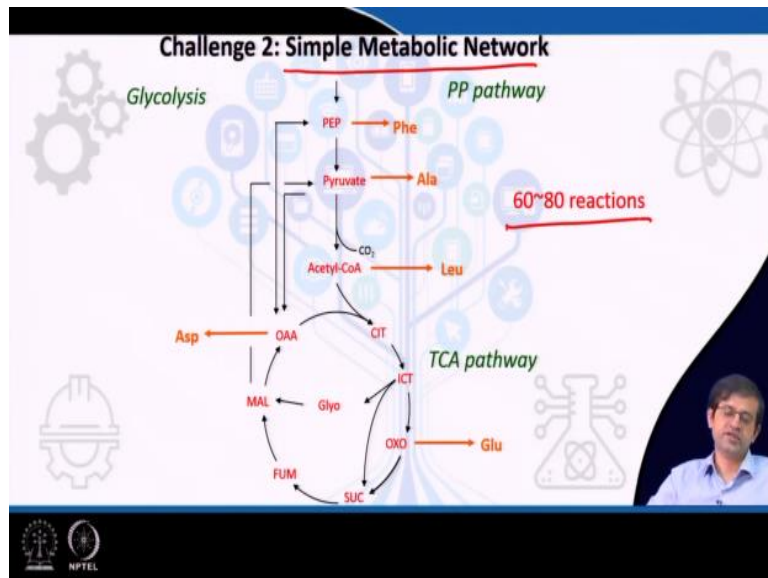 Challenge 2: Simple Metabolic Network
Glycolysis
PP pathway
PEP
Phe
Pyruvate
Ala
60~80 reactions
CO2
Acetyl-CoA
Leu
Asp
OAA
CIT
TCA pathway
ICT
MAL
Glyo
OXO
Glu
FUM
SUC
NPTEL